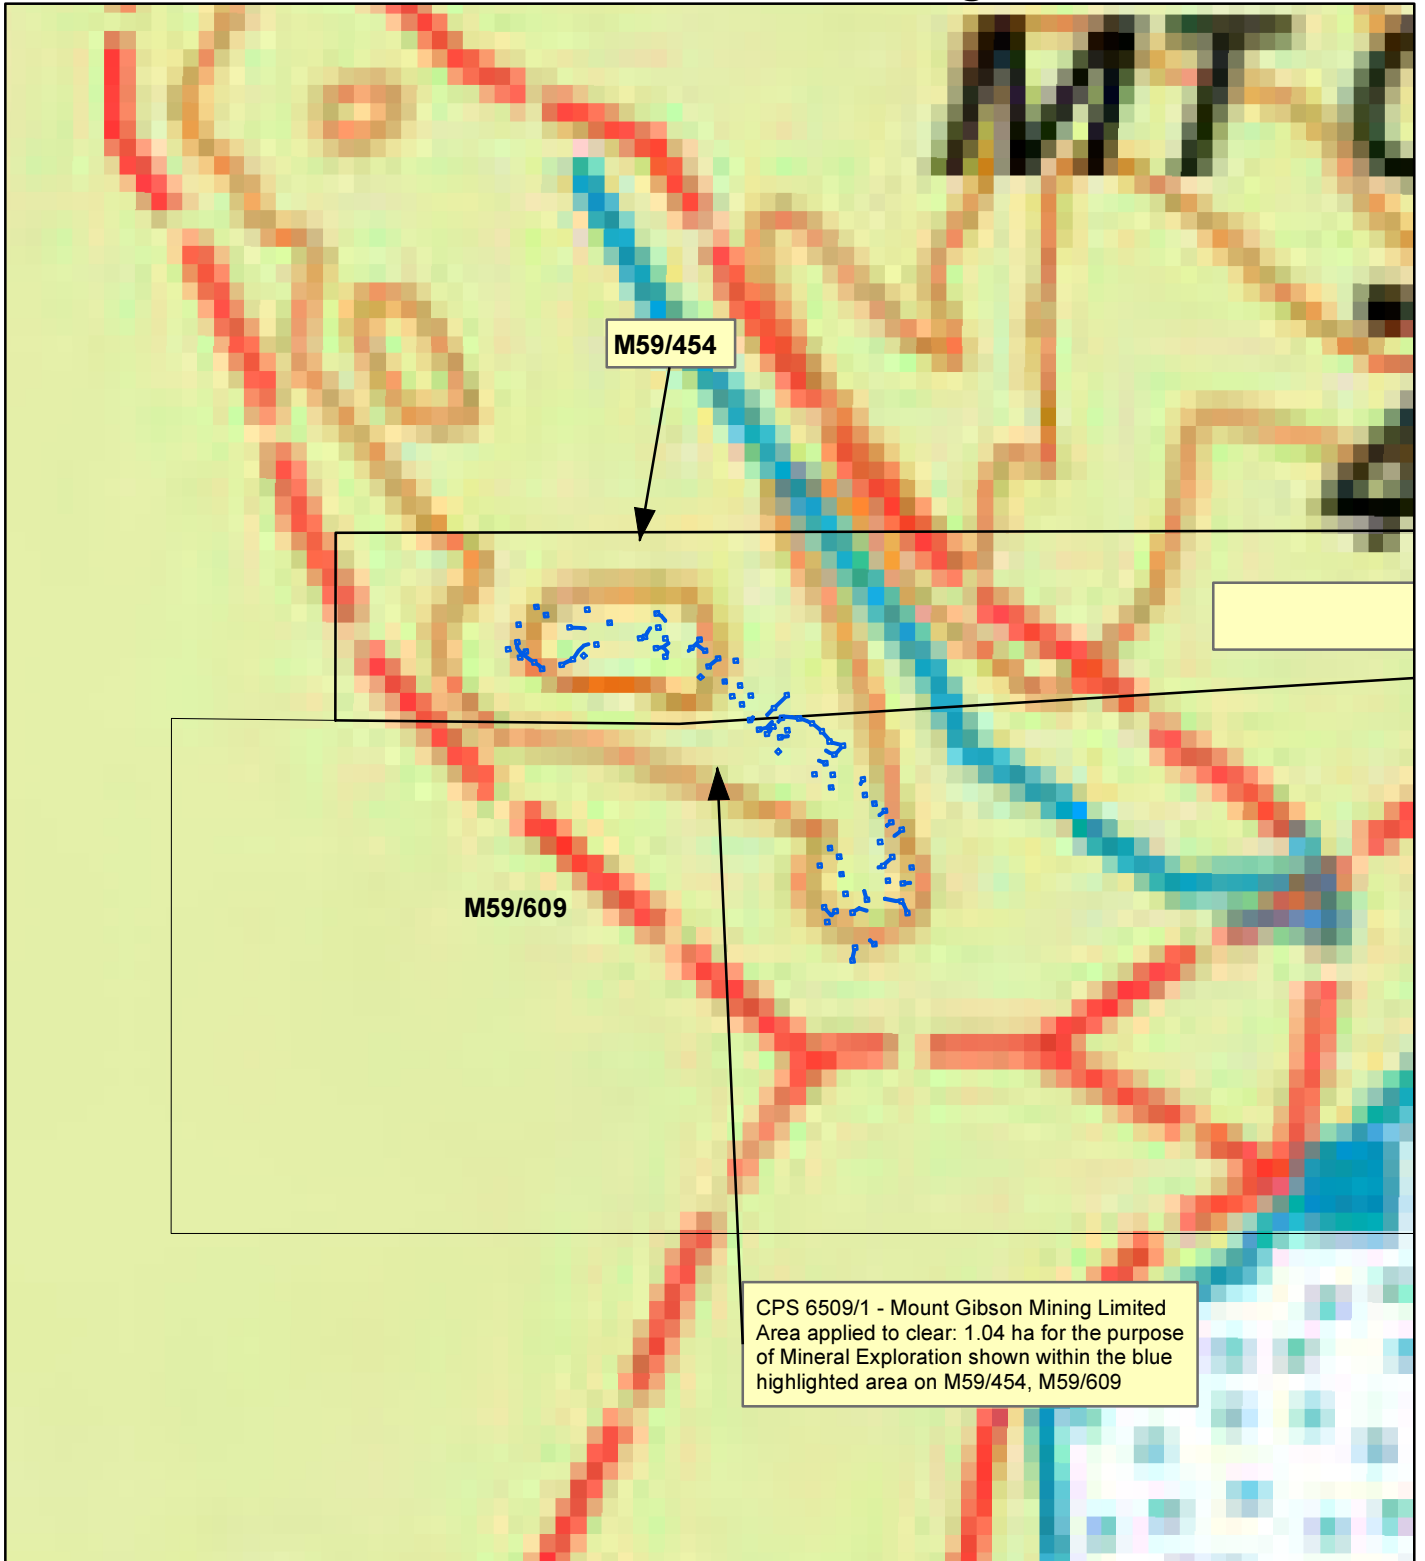 MT
M59/454
M59/609
CPS 6509/1 - Mount Gibson Mining Limited
Area applied to clear: 1.04 ha for the purpose
of Mineral Exploration shown within the blue
highlighted area on M59/454, M59/609